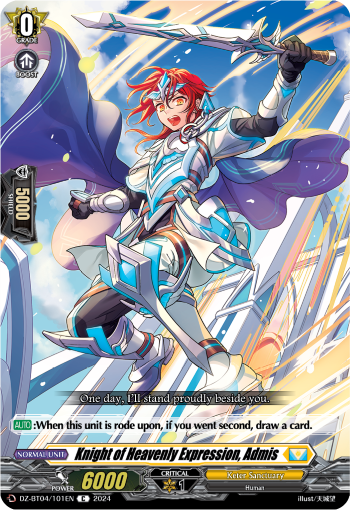 0
GRADE
BOOST
5000
SHIELD
One day, I'll stand proudly beside you.
AUTO:When this unit is rode upon, if you went second, draw a card.
NORMAL UNIT
Knight of Heavenly Expression, Admis
POWER
6000
CRITICAL
1
Keter Sanctuary
Human
DZ-BT04/101EN C 2024
illust/天城望